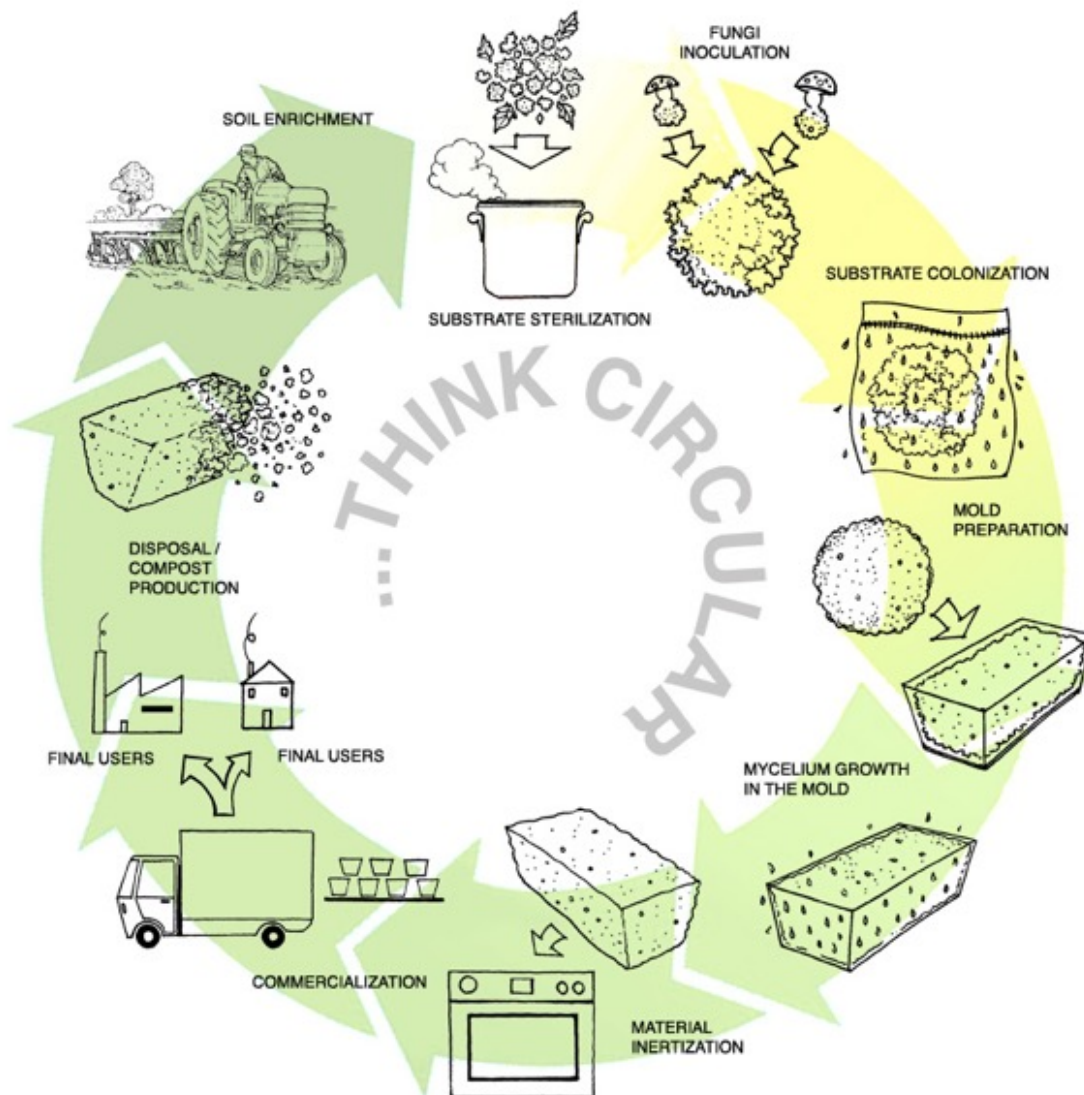 FUNGI
INOCULATION
SOIL ENRICHMENT
SUBSTRATE STERILIZATION
SUBSTRATE COLONIZATION
MOLD
PREPARATION
MYCELIUM GROWTH
IN THE MOLD
MATERIAL
INERTIZATION
COMMERCIALIZATION
FINAL USERS
FINAL USERS
DISPOSAL /
COMPOST
PRODUCTION
...THINK CIRCULAR